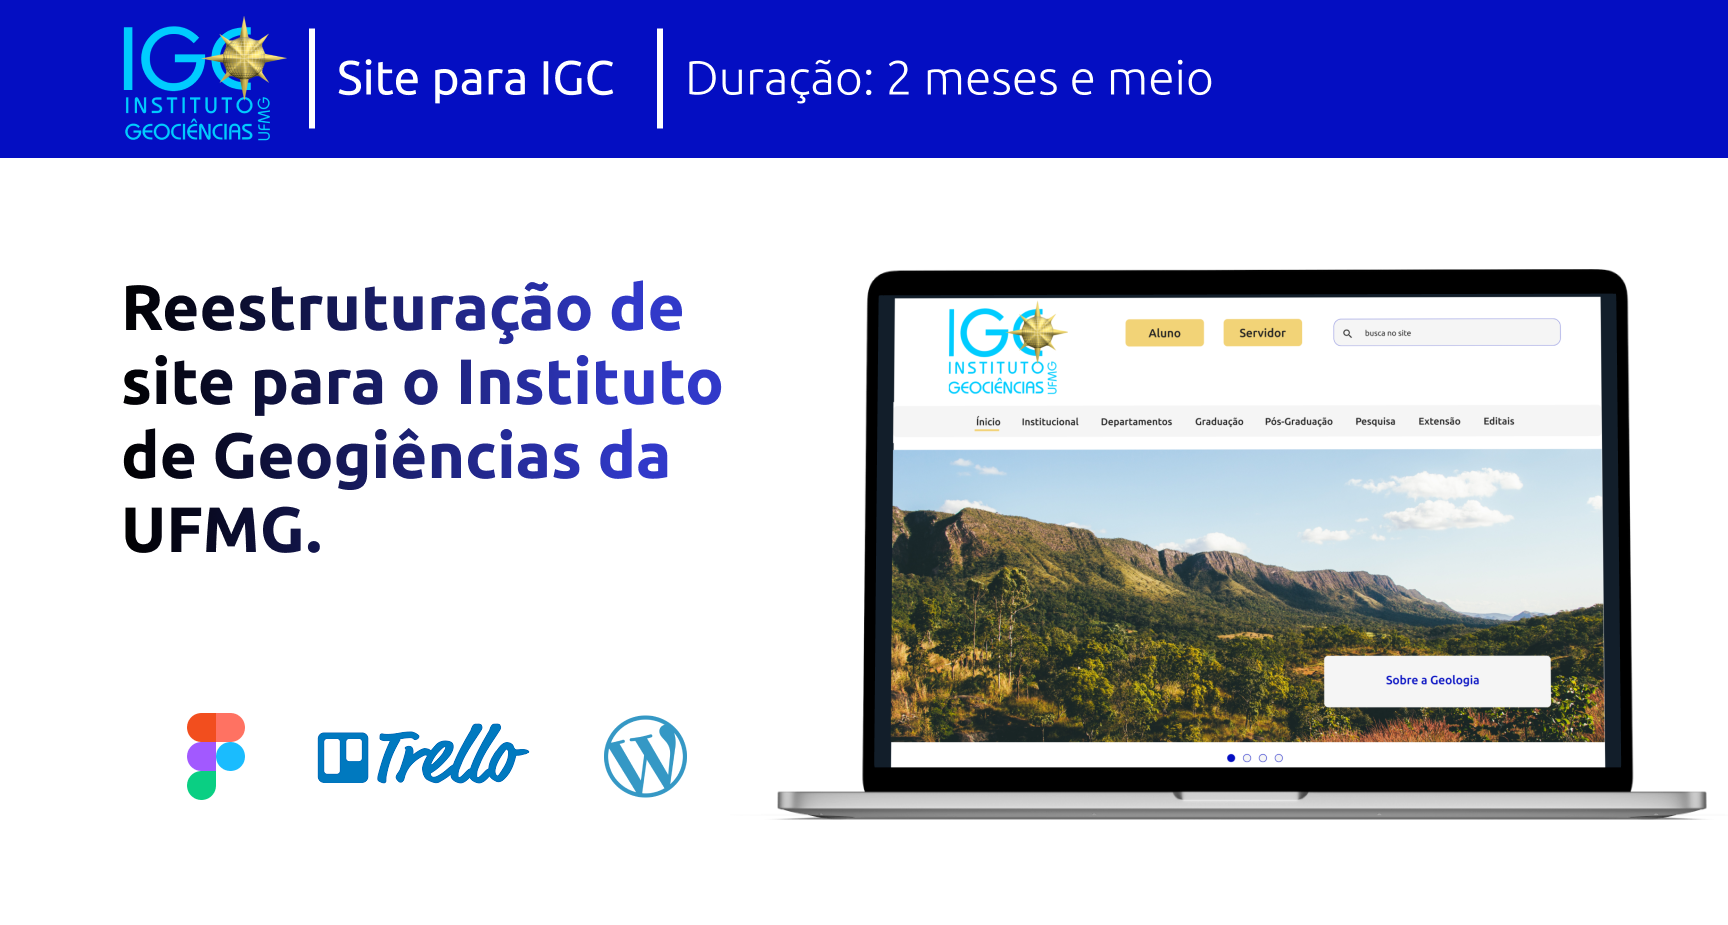 IGC
INSTITUTO
GEOCIÊNCIAS
UFMG
Site para IGC
Duração: 2 meses e meio
Reestruturação de
site para o Instituto
de Geogiências da
UFMG.
Trello
IGC
INSTITUTO
GEOCIÊNCIAS
UFMG
Aluno
Servidor
busca no site
Ínicio Institucional Departamentos Graduação Pós-Graduação Pesquisa Extensão Editais
Sobre a Geologia